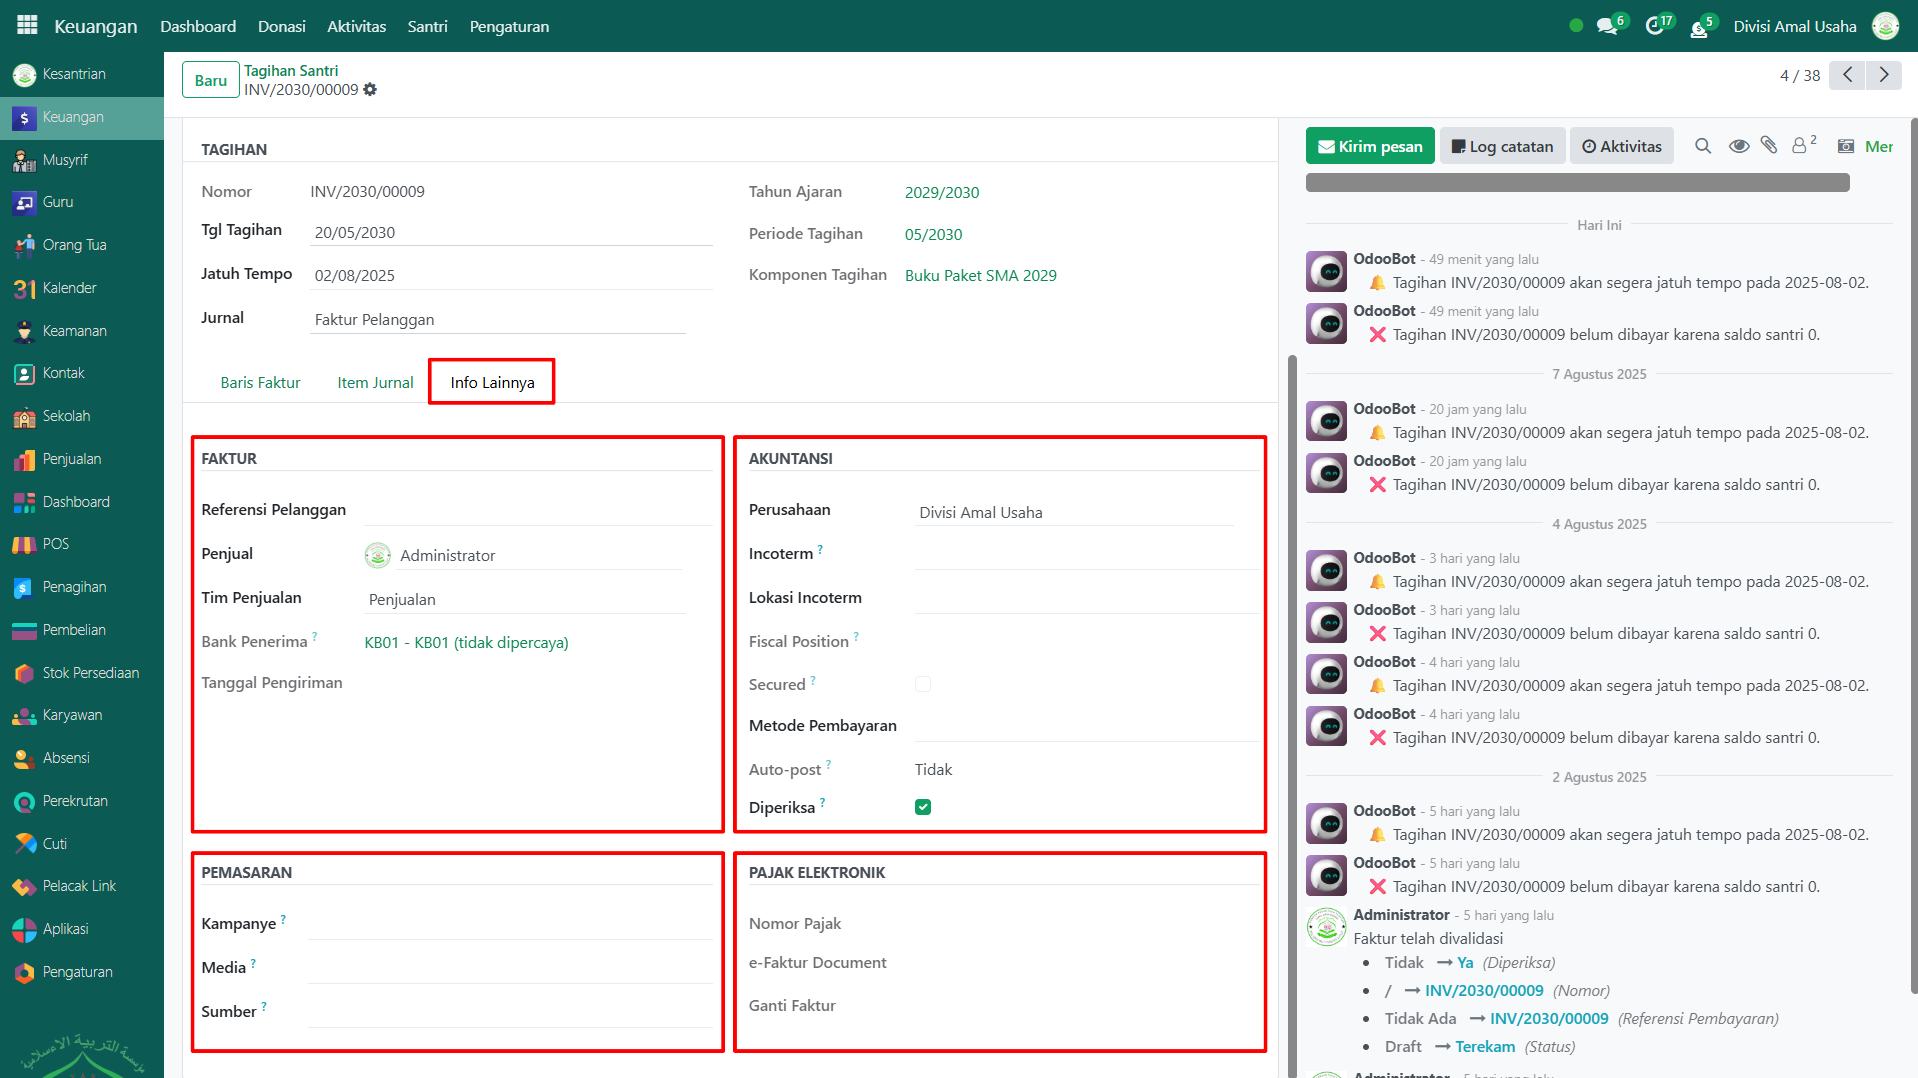 Keuangan Dashboard Donasi Aktivitas Santri Pengaturan 6 17 5 Divisi Amal Usaha
Kesantrian
Keuangan
Musyrif
Guru
Orang Tua
31 Kalender
Keamanan
Kontak
Sekolah
Penjualan
Dashboard
POS
Penagihan
Pembelian
Stok Persediaan
Karyawan
Absensi
Perekrutan
Cuti
Pelacak Link
Aplikasi
Pengaturan
Baru
Tagihan Santri
INV/2030/00009
4 / 38
TAGIHAN
Nomor INV/2030/00009
Tgl Tagihan 20/05/2030
Jatuh Tempo 02/08/2025
Jurnal Faktur Pelanggan
Tahun Ajaran 2029/2030
Periode Tagihan 05/2030
Komponen Tagihan Buku Paket SMA 2029
Baris Faktur Item Jurnal Info Lainnya
FAKTUR
Referensi Pelanggan
Penjual Administrator
Tim Penjualan Penjualan
Bank Penerima ? KB01 - KB01 (tidak dipercaya)
Tanggal Pengiriman
AKUNTANSI
Perusahaan Divisi Amal Usaha
Incoterm ?
Lokasi Incoterm
Fiscal Position ?
Secured ?
Metode Pembayaran
Auto-post ? Tidak
Diperiksa ?
PEMASARAN
Kampanye ?
Media ?
Sumber ?
PAJAK ELEKTRONIK
Nomor Pajak
e-Faktur Document
Ganti Faktur
Kirim pesan Log catatan Aktivitas 2 Mer
Hari Ini
OdooBot - 49 menit yang lalu
🔔 Tagihan INV/2030/00009 akan segera jatuh tempo pada 2025-08-02.
OdooBot - 49 menit yang lalu
❌ Tagihan INV/2030/00009 belum dibayar karena saldo santri 0.
7 Agustus 2025
OdooBot - 20 jam yang lalu
🔔 Tagihan INV/2030/00009 akan segera jatuh tempo pada 2025-08-02.
OdooBot - 20 jam yang lalu
❌ Tagihan INV/2030/00009 belum dibayar karena saldo santri 0.
4 Agustus 2025
OdooBot - 3 hari yang lalu
🔔 Tagihan INV/2030/00009 akan segera jatuh tempo pada 2025-08-02.
OdooBot - 3 hari yang lalu
❌ Tagihan INV/2030/00009 belum dibayar karena saldo santri 0.
OdooBot - 4 hari yang lalu
🔔 Tagihan INV/2030/00009 akan segera jatuh tempo pada 2025-08-02.
OdooBot - 4 hari yang lalu
❌ Tagihan INV/2030/00009 belum dibayar karena saldo santri 0.
2 Agustus 2025
OdooBot - 5 hari yang lalu
🔔 Tagihan INV/2030/00009 akan segera jatuh tempo pada 2025-08-02.
OdooBot - 5 hari yang lalu
❌ Tagihan INV/2030/00009 belum dibayar karena saldo santri 0.
Administrator - 5 hari yang lalu
Faktur telah divalidasi
• Tidak → Ya (Diperiksa)
• / → INV/2030/00009 (Nomor)
• Tidak Ada → INV/2030/00009 (Referensi Pembayaran)
• Draft → Terekam (Status)
Administrator - 5 hari yang lalu